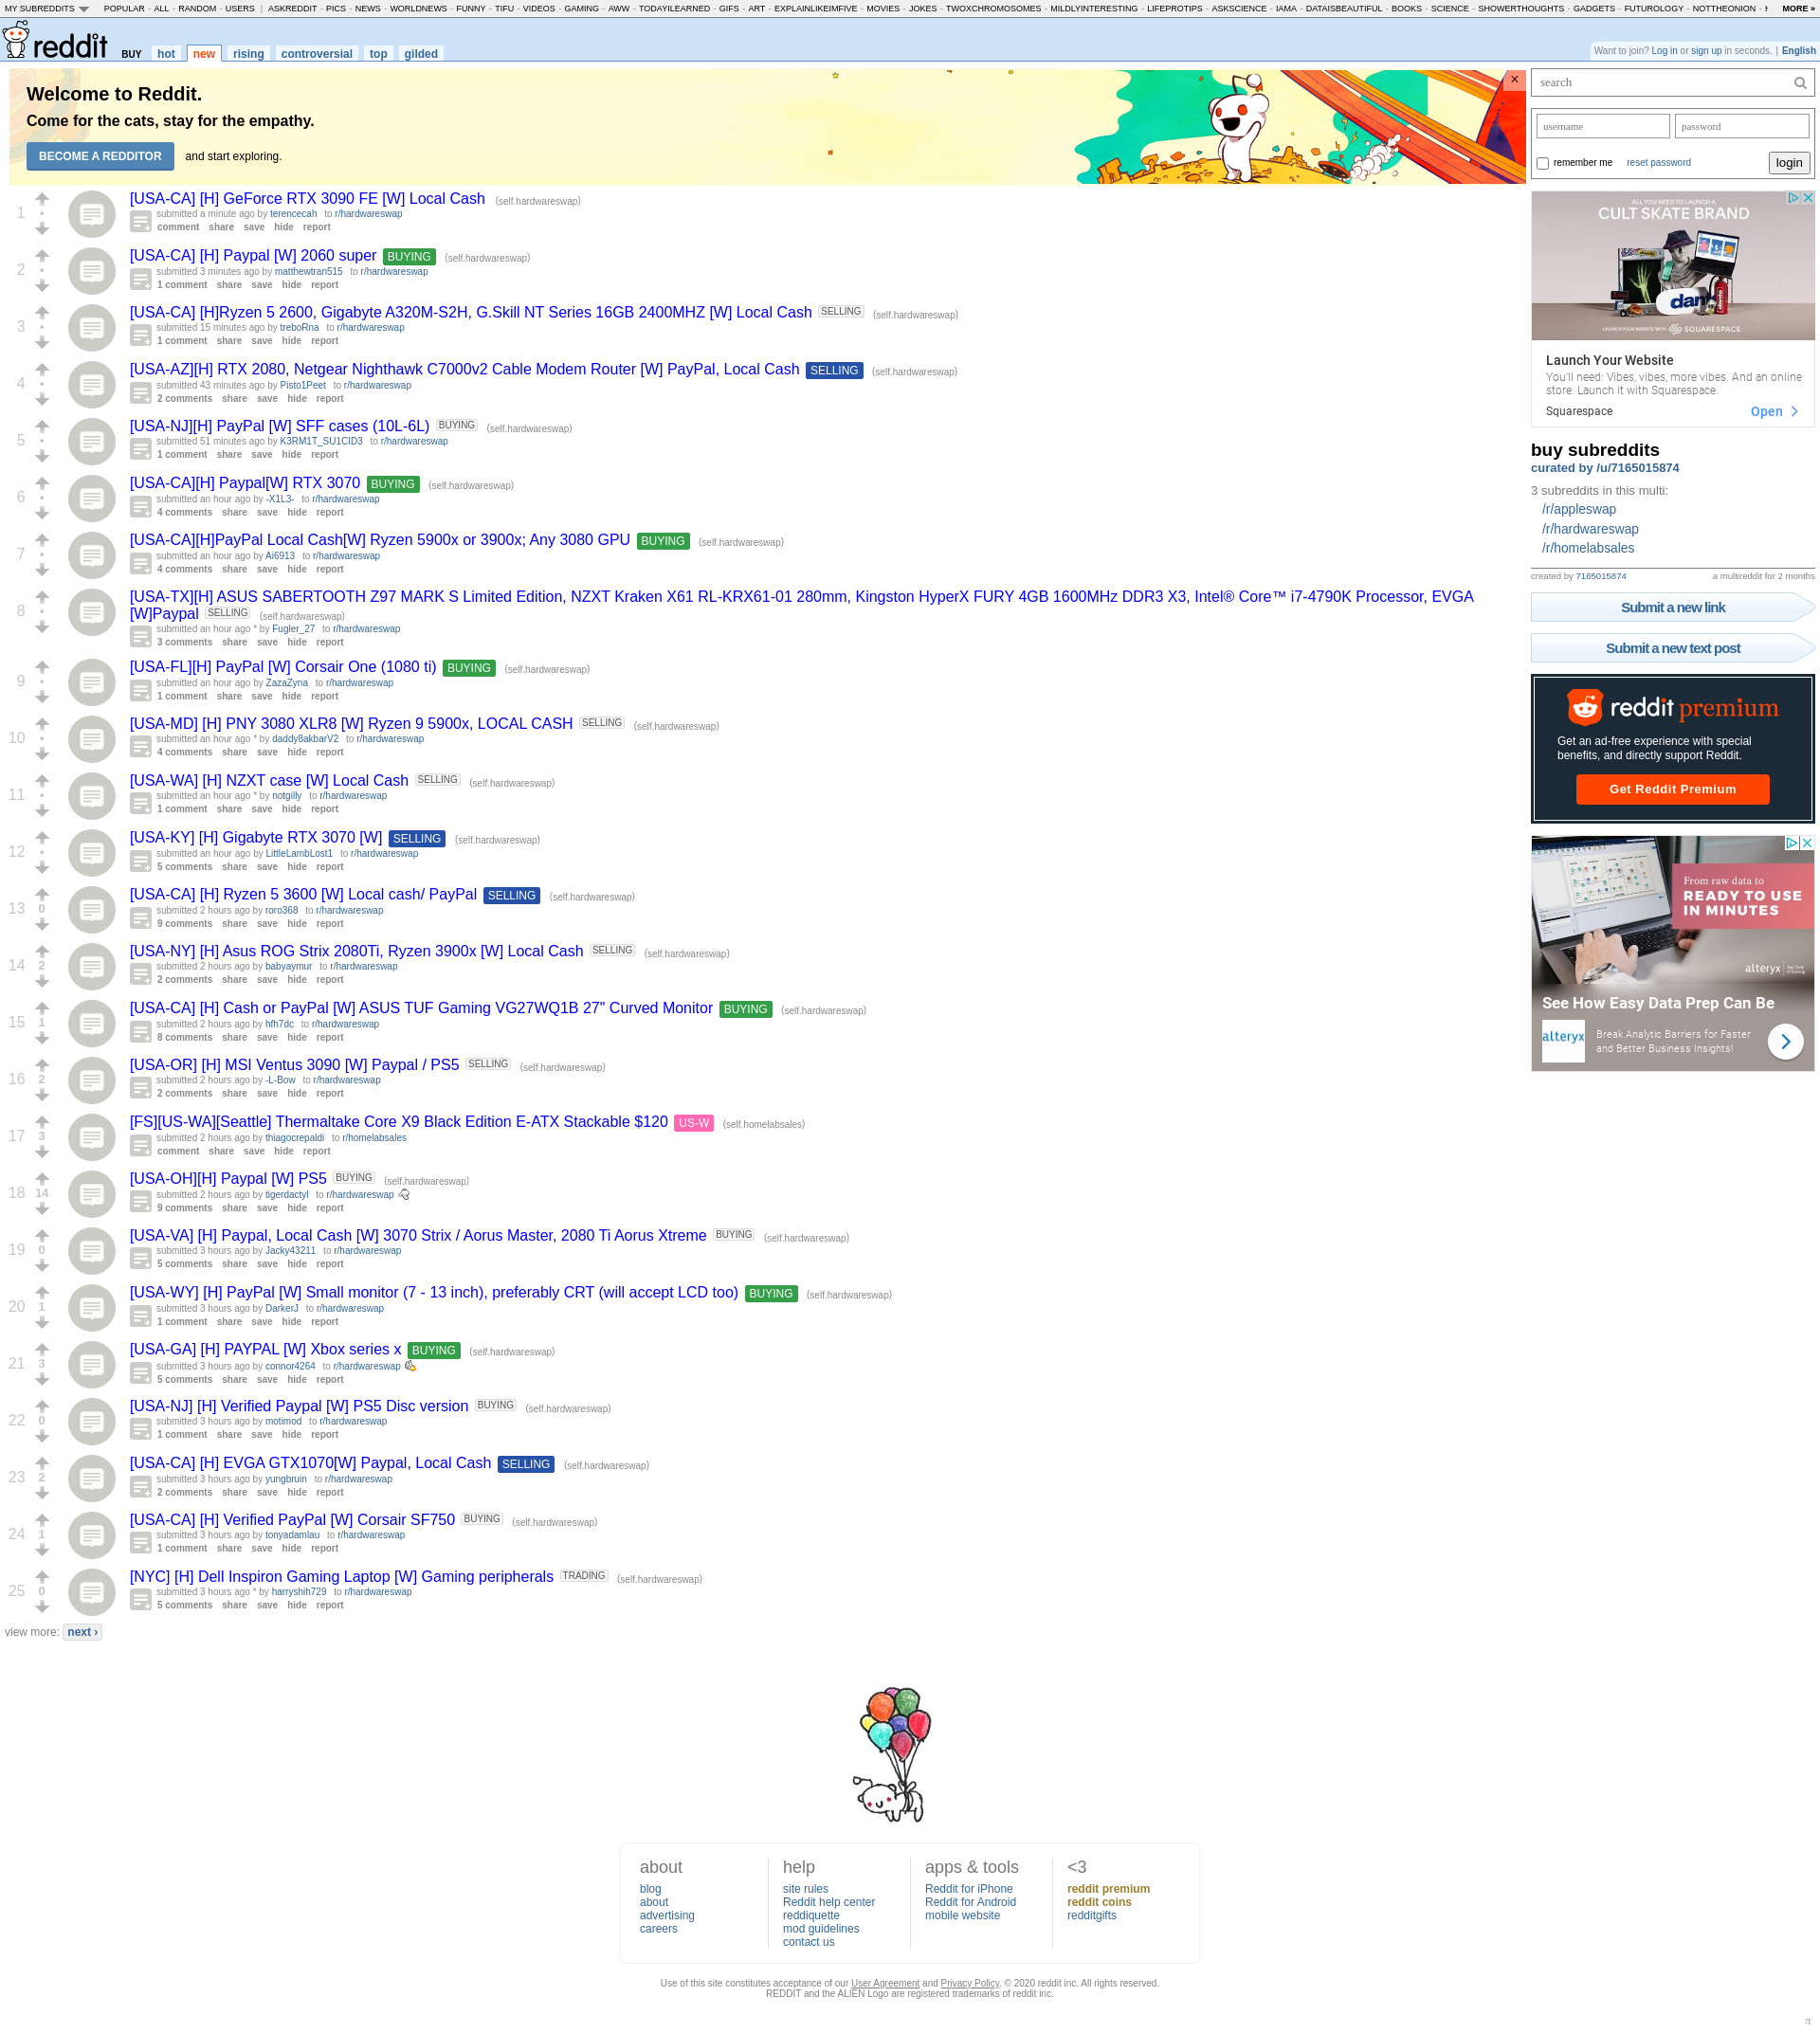 MY SUBREDDITS POPULAR - ALL - RANDOM - USERS | ASKREDDIT - PICS - NEWS - WORLDNEWS - FUNNY - TIFU - VIDEOS - GAMING - AWW - TODAYILEARNED - GIFS - ART - EXPLAINLIKEIMFIVE - MOVIES - JOKES - TWOXCHROMOSOMES - MILDLYINTERESTING - LIFEPROTIPS - ASKSCIENCE - IAMA - DATAISBEAUTIFUL - BOOKS - SCIENCE - SHOWERTHOUGHTS - GADGETS - FUTUROLOGY - NOTTHEONION - MORE »
reddit BUY hot new rising controversial top gilded
Want to join? Log in or sign up in seconds. | English
Welcome to Reddit.
Come for the cats, stay for the empathy.
BECOME A REDDITOR and start exploring.
×
1
[USA-CA] [H] GeForce RTX 3090 FE [W] Local Cash (self.hardwareswap)
submitted a minute ago by terencecah to r/hardwareswap
comment share save hide report
2
[USA-CA] [H] Paypal [W] 2060 super BUYING (self.hardwareswap)
submitted 3 minutes ago by matthewtran515 to r/hardwareswap
1 comment share save hide report
3
[USA-CA] [H]Ryzen 5 2600, Gigabyte A320M-S2H, G.Skill NT Series 16GB 2400MHZ [W] Local Cash SELLING (self.hardwareswap)
submitted 15 minutes ago by treboRna to r/hardwareswap
1 comment share save hide report
4
[USA-AZ][H] RTX 2080, Netgear Nighthawk C7000v2 Cable Modem Router [W] PayPal, Local Cash SELLING (self.hardwareswap)
submitted 43 minutes ago by Pisto1Peet to r/hardwareswap
2 comments share save hide report
5
[USA-NJ][H] PayPal [W] SFF cases (10L-6L) BUYING (self.hardwareswap)
submitted 51 minutes ago by K3RM1T_SU1CID3 to r/hardwareswap
1 comment share save hide report
6
[USA-CA][H] Paypal[W] RTX 3070 BUYING (self.hardwareswap)
submitted an hour ago by -X1L3- to r/hardwareswap
4 comments share save hide report
7
[USA-CA][H]PayPal Local Cash[W] Ryzen 5900x or 3900x; Any 3080 GPU BUYING (self.hardwareswap)
submitted an hour ago by Ai6913 to r/hardwareswap
4 comments share save hide report
8
[USA-TX][H] ASUS SABERTOOTH Z97 MARK S Limited Edition, NZXT Kraken X61 RL-KRX61-01 280mm, Kingston HyperX FURY 4GB 1600MHz DDR3 X3, Intel® Core™ i7-4790K Processor, EVGA
[W]Paypal SELLING (self.hardwareswap)
submitted an hour ago * by Fugler_27 to r/hardwareswap
3 comments share save hide report
9
[USA-FL][H] PayPal [W] Corsair One (1080 ti) BUYING (self.hardwareswap)
submitted an hour ago by ZazaZyna to r/hardwareswap
1 comment share save hide report
10
[USA-MD] [H] PNY 3080 XLR8 [W] Ryzen 9 5900x, LOCAL CASH SELLING (self.hardwareswap)
submitted an hour ago * by daddy8akbarV2 to r/hardwareswap
4 comments share save hide report
11
[USA-WA] [H] NZXT case [W] Local Cash SELLING (self.hardwareswap)
submitted an hour ago * by notgilly to r/hardwareswap
1 comment share save hide report
12
[USA-KY] [H] Gigabyte RTX 3070 [W] SELLING (self.hardwareswap)
submitted an hour ago by LittleLambLost1 to r/hardwareswap
5 comments share save hide report
13 0
[USA-CA] [H] Ryzen 5 3600 [W] Local cash/ PayPal SELLING (self.hardwareswap)
submitted 2 hours ago by roro368 to r/hardwareswap
9 comments share save hide report
14 2
[USA-NY] [H] Asus ROG Strix 2080Ti, Ryzen 3900x [W] Local Cash SELLING (self.hardwareswap)
submitted 2 hours ago by babyaymur to r/hardwareswap
2 comments share save hide report
15 1
[USA-CA] [H] Cash or PayPal [W] ASUS TUF Gaming VG27WQ1B 27" Curved Monitor BUYING (self.hardwareswap)
submitted 2 hours ago by hfh7dc to r/hardwareswap
8 comments share save hide report
16 2
[USA-OR] [H] MSI Ventus 3090 [W] Paypal / PS5 SELLING (self.hardwareswap)
submitted 2 hours ago by -L-Bow to r/hardwareswap
2 comments share save hide report
17 3
[FS][US-WA][Seattle] Thermaltake Core X9 Black Edition E-ATX Stackable $120 US-W (self.homelabsales)
submitted 2 hours ago by thiagocrepaldi to r/homelabsales
comment share save hide report
18 14
[USA-OH][H] Paypal [W] PS5 BUYING (self.hardwareswap)
submitted 2 hours ago by tigerdactyl to r/hardwareswap
9 comments share save hide report
19 0
[USA-VA] [H] Paypal, Local Cash [W] 3070 Strix / Aorus Master, 2080 Ti Aorus Xtreme BUYING (self.hardwareswap)
submitted 3 hours ago by Jacky43211 to r/hardwareswap
5 comments share save hide report
20 1
[USA-WY] [H] PayPal [W] Small monitor (7 - 13 inch), preferably CRT (will accept LCD too) BUYING (self.hardwareswap)
submitted 3 hours ago by DarkerJ to r/hardwareswap
1 comment share save hide report
21 3
[USA-GA] [H] PAYPAL [W] Xbox series x BUYING (self.hardwareswap)
submitted 3 hours ago by connor4264 to r/hardwareswap
5 comments share save hide report
22 0
[USA-NJ] [H] Verified Paypal [W] PS5 Disc version BUYING (self.hardwareswap)
submitted 3 hours ago by motimod to r/hardwareswap
1 comment share save hide report
23 2
[USA-CA] [H] EVGA GTX1070[W] Paypal, Local Cash SELLING (self.hardwareswap)
submitted 3 hours ago by yungbruin to r/hardwareswap
2 comments share save hide report
24 1
[USA-CA] [H] Verified PayPal [W] Corsair SF750 BUYING (self.hardwareswap)
submitted 3 hours ago by tonyadamlau to r/hardwareswap
1 comment share save hide report
25 0
[NYC] [H] Dell Inspiron Gaming Laptop [W] Gaming peripherals TRADING (self.hardwareswap)
submitted 3 hours ago * by harryshih729 to r/hardwareswap
5 comments share save hide report
view more: next ›
search
username password
remember me reset password login
ALL YOU NEED TO LAUNCH A
CULT SKATE BRAND
dam
LAUNCH YOUR WEBSITE WITH SQUARESPACE
Launch Your Website
You'll need: Vibes, vibes, more vibes. And an online
store. Launch it with Squarespace.
Squarespace Open
buy subreddits
curated by /u/7165015874
3 subreddits in this multi:
/r/appleswap
/r/hardwareswap
/r/homelabsales
created by 7165015874 a multireddit for 2 months
Submit a new link
Submit a new text post
reddit premium
Get an ad-free experience with special
benefits, and directly support Reddit.
Get Reddit Premium
From raw data to
READY TO USE
IN MINUTES
alteryx
See How Easy Data Prep Can Be
alteryx
Break Analytic Barriers for Faster
and Better Business Insights!
about
blog
about
advertising
careers
help
site rules
Reddit help center
reddiquette
mod guidelines
contact us
apps & tools
Reddit for iPhone
Reddit for Android
mobile website
<3
reddit premium
reddit coins
redditgifts
Use of this site constitutes acceptance of our User Agreement and Privacy Policy. © 2020 reddit inc. All rights reserved.
REDDIT and the ALIEN Logo are registered trademarks of reddit inc.
π